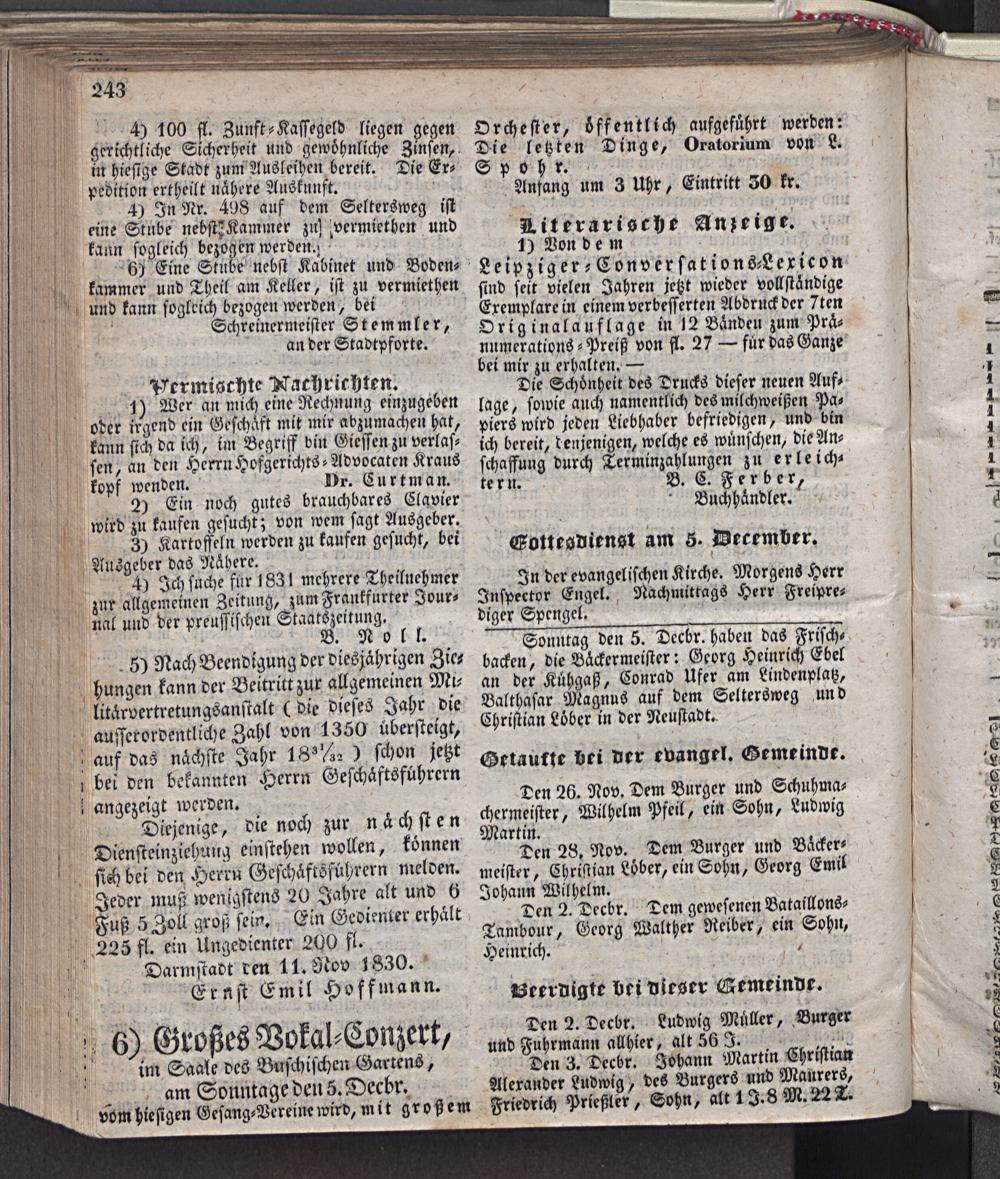 243
4) 100 fl. Zunft-Kassegeld liegen gegen
gerichtliche Sicherheit und gewöhnliche Zinsen,
in hiesige Stadt zum Ausleihen bereit. Die Ex-
pedition ertheilt nähere Auskunft.
4) In Nr. 498 auf dem Seltersweg ist
eine Stube nebst Kammer zu vermiethen und
kann sogleich bezogen werden.
6) Eine Stube nebst Kabinet und Boden-
kammer und Theil am Keller, ist zu vermiethen
und kann sogleich bezogen werden, bei
Schreinermeister Stemmler,
an der Stadtpforte.
Vermischte Nachrichten.
1) Wer an mich eine Rechnung einzugeben
oder irgend ein Geschäft mit mir abzumachen hat,
kann sich da ich, im Begriff bin Giessen zu verlas-
sen, an den Herrn Hofgerichts-Advocaten Kraus
kopf wenden. Dr. Curtman.
2) Ein noch gutes brauchbares Clavier
wird zu kaufen gesucht; von wem sagt Ausgeber.
3) Kartoffeln werden zu kaufen gesucht, bei
Ausgeber das Nähere.
4) Ich suche für 1831 mehrere Theilnehmer
zur allgemeinen Zeitung, zum Frankfurter Jour-
nal und der preussischen Staatszeitung.
B. Noll.
5) Nach Beendigung der diesjährigen Zie-
hungen kann der Beitritt zur allgemeinen Mi-
litärvertretungsanstalt (die dieses Jahr die
ausserordentliche Zahl von 1350 übersteigt,
auf das nächste Jahr 18³¹/₃₂) schon jetzt
bei den bekannten Herrn Geschäftsführern
angezeigt werden.
Diejenige, die noch zur nächsten
Diensteinziehung einstehen wollen, können
sich bei den Herrn Geschäftsführern melden.
Jeder muß wenigstens 20 Jahre alt und 6
Fuß 5 Zoll groß sein. Ein Gedienter erhält
225 fl. ein Ungedienter 200 fl.
Darmstadt den 11. Nov 1830.
Ernst Emil Hoffmann.
6) Großes Vokal-Conzert,
im Saale des Buschischen Gartens,
am Sonntage den 5. Decbr.
vom hiesigen Gesang-Vereine wird, mit großem
Orchester, öffentlich aufgeführt werden:
Die letzten Dinge, Oratorium von L.
Spohr.
Anfang um 3 Uhr, Eintritt 30 kr.
Literarische Anzeige.
1) Von dem
Leipziger-Conversations-Lexicon
sind seit vielen Jahren jetzt wieder vollständige
Exemplare in einem verbesserten Abdruck der 7ten
Originalauflage in 12 Bänden zum Prä-
numerations-Preiß von fl. 27 — für das Ganze
bei mir zu erhalten. —
Die Schönheit des Drucks dieser neuen Auf-
lage, sowie auch namentlich des milchweißen Pa-
piers wird jeden Liebhaber befriedigen, und bin
ich bereit, denjenigen, welche es wünschen, die An-
schaffung durch Terminzahlungen zu erleich-
tern. B. C. Ferber,
Buchhändler.
Gottesdienst am 5. December.
In der evangelischen Kirche. Morgens Herr
Inspector Engel. Nachmittags Herr Freipre-
diger Spengel.
Sonntag den 5. Decbr. haben das Frisch-
backen, die Bäckermeister: Georg Heinrich Ebel
an der Kühgaß, Conrad Ufer am Lindenplatz,
Balthasar Magnus auf dem Seltersweg und
Christian Löber in der Neustadt.
Getaufte bei der evangel. Gemeinde.
Den 26. Nov. Dem Burger und Schuhma-
chermeister, Wilhelm Pfeil, ein Sohn, Ludwig
Martin.
Den 28. Nov. Dem Burger und Bäcker-
meister, Christian Löber, ein Sohn, Georg Emil
Johann Wilhelm.
Den 2. Decbr. Dem gewesenen Bataillons-
Tambour, Georg Walther Reiber, ein Sohn,
Heinrich.
Beerdigte bei dieser Gemeinde.
Den 2. Decbr. Ludwig Müller, Burger
und Fuhrmann allhier, alt 56 J.
Den 3. Decbr. Johann Martin Christian
Alexander Ludwig, des Burgers und Maurers,
Friedrich Prießler, Sohn, alt 1 J. 8 M. 22 T.